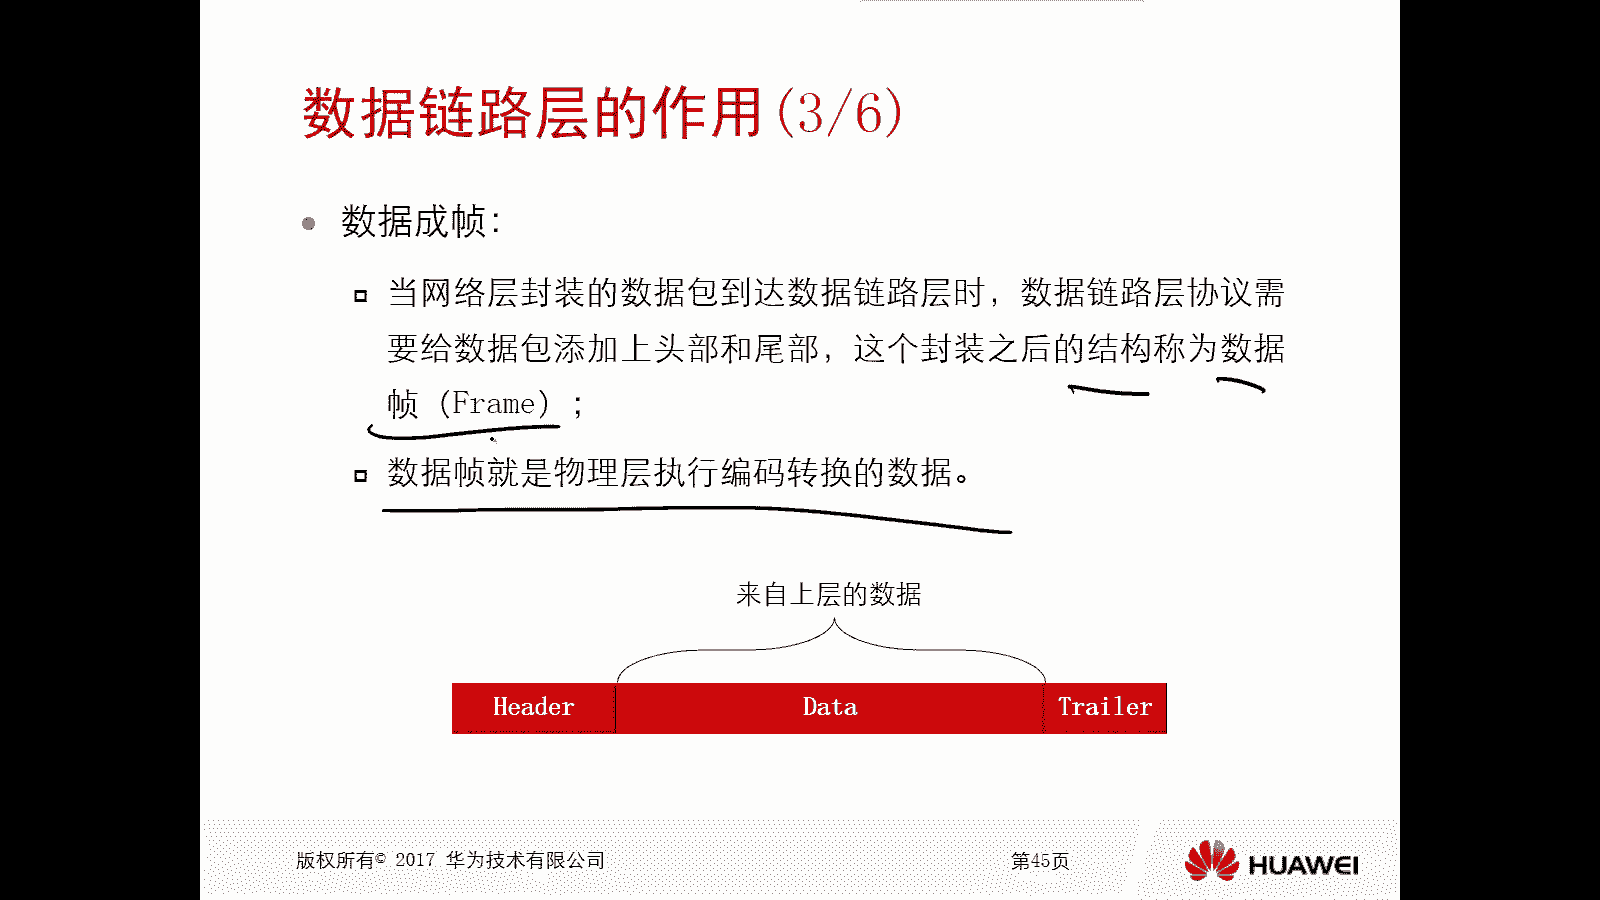 数据链路层的作用(3/6)
数据成帧:
当网络层封装的数据包到达数据链路层时，数据链路层协议需
要给数据包添加上头部和尾部，这个封装之后的结构称为数据
帧（Frame）；
数据帧就是物理层执行编码转换的数据。
来自上层的数据
Header Data Trailer
版权所有© 2017 华为技术有限公司 第45页 HUAWEI